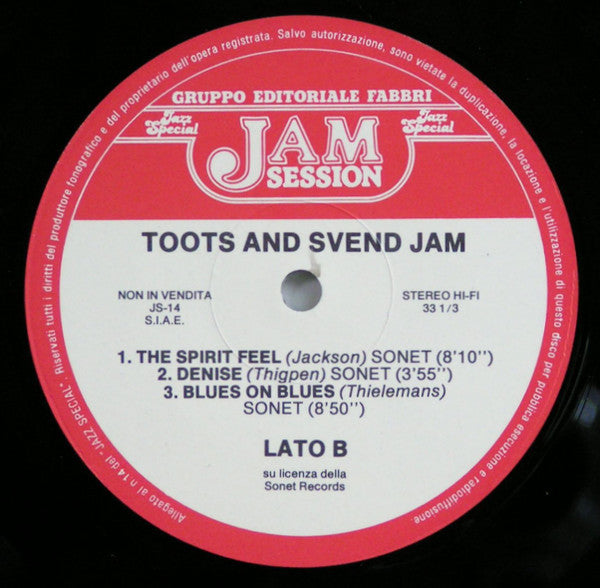 Allegato al n 14 del "JAZZ SPECIAL" Riservati tutti i diritti del produttore fonografico e del proprietario dell'opera registrata. Salvo autorizzazione, sono vietate la duplicazione, la locazione e l'utilizzazione di questo disco per pubblica esecuzione e radiodiffusione
GRUPPO EDITORIALE FABBRI
Jazz Special
Jazz Special
JAM
SESSION
TOOTS AND SVEND JAM
NON IN VENDITA
JS-14
S.I.A.E.
STEREO HI-FI
33 1/3
1. THE SPIRIT FEEL (Jackson) SONET (8'10'')
2. DENISE (Thigpen) SONET (3'55'')
3. BLUES ON BLUES (Thielemans)
SONET (8'50'')
LATO B
su licenza della
Sonet Records